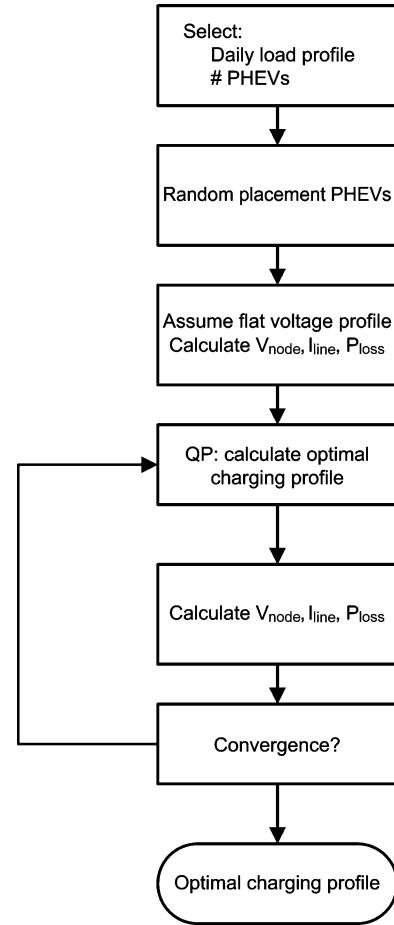 Select:
Daily load profile
# PHEVs
Random placement PHEVs
Assume flat voltage profile
Calculate Vnode, Iline, Ploss
QP: calculate optimal
charging profile
Calculate Vnode, Iline, Ploss
Convergence?
Optimal charging profile